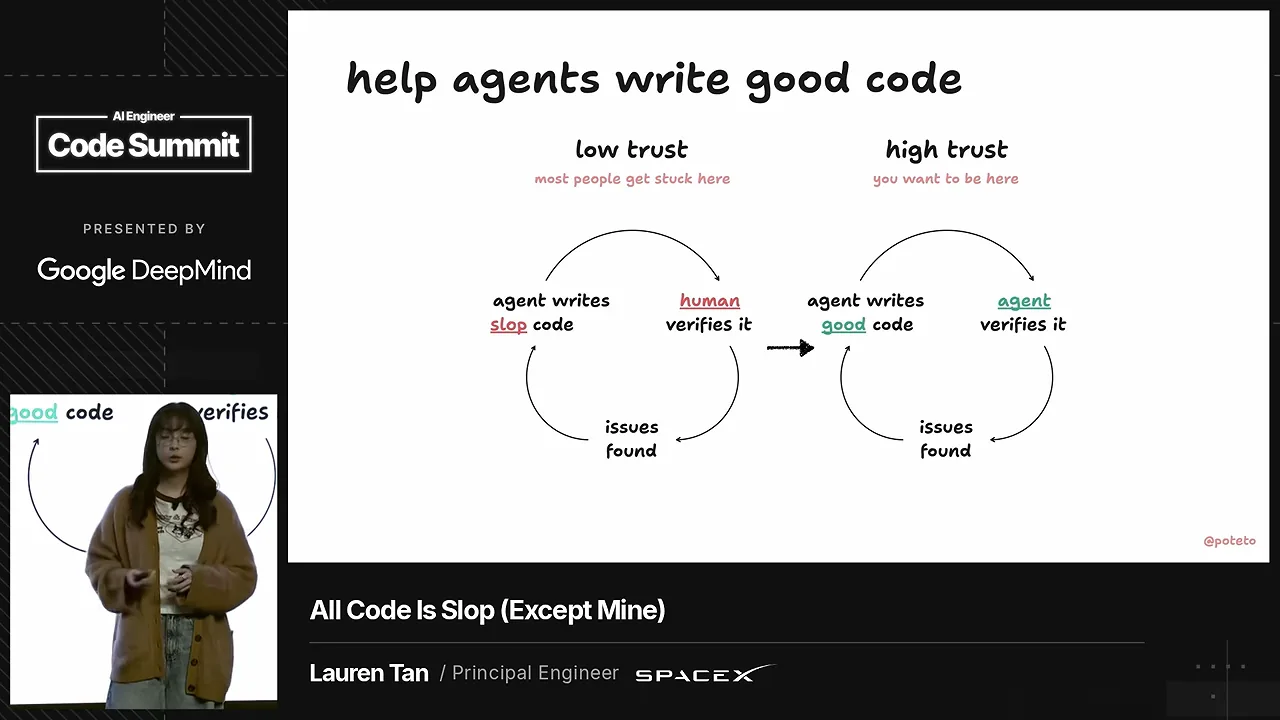 AI Engineer
Code Summit
PRESENTED BY
Google DeepMind
help agents write good code
low trust
most people get stuck here
high trust
you want to be here
agent writes
slop code
human
verifies it
issues
found
agent writes
good code
agent
verifies it
issues
found
@poteto
good code
verifies
All Code Is Slop (Except Mine)
Lauren Tan / Principal Engineer SPACEX